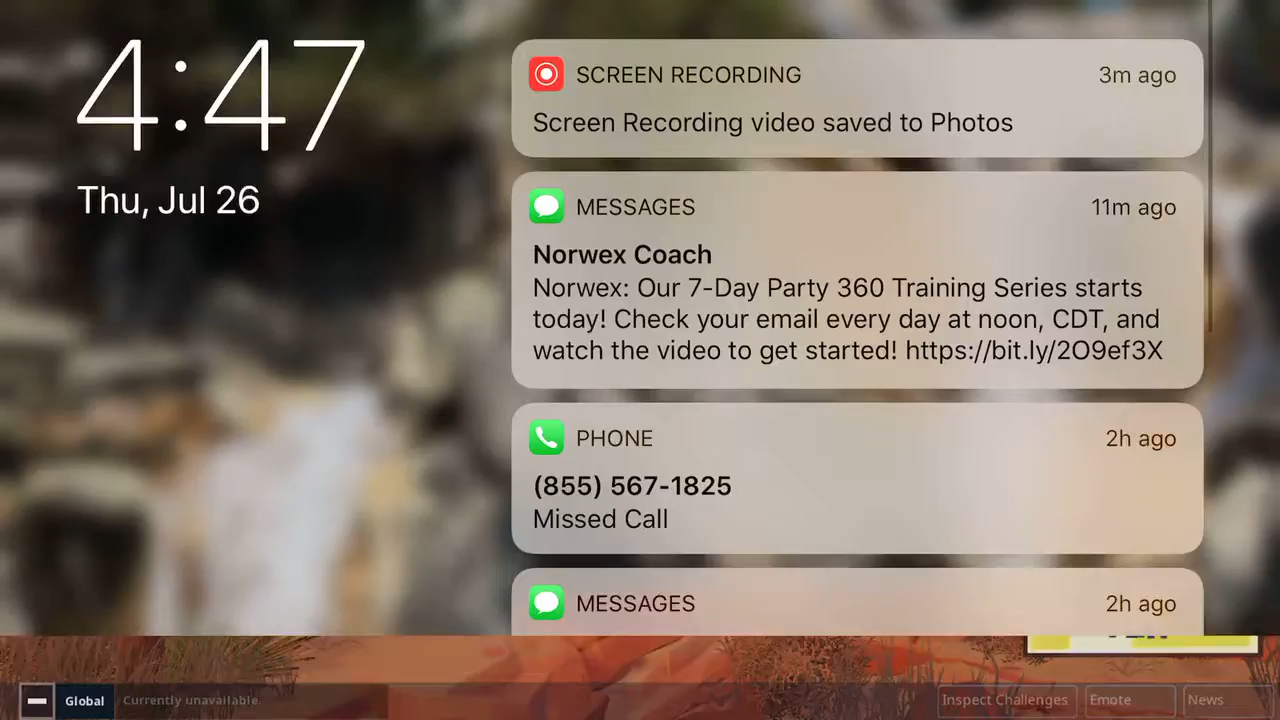 4:47
Thu, Jul 26
SCREEN RECORDING 3m ago
Screen Recording video saved to Photos
MESSAGES 11m ago
Norwex Coach
Norwex: Our 7-Day Party 360 Training Series starts
today! Check your email every day at noon, CDT, and
watch the video to get started! https://bit.ly/2O9ef3X
PHONE 2h ago
(855) 567-1825
Missed Call
MESSAGES 2h ago
Global Currently unavailable.
Inspect Challenges Emote News